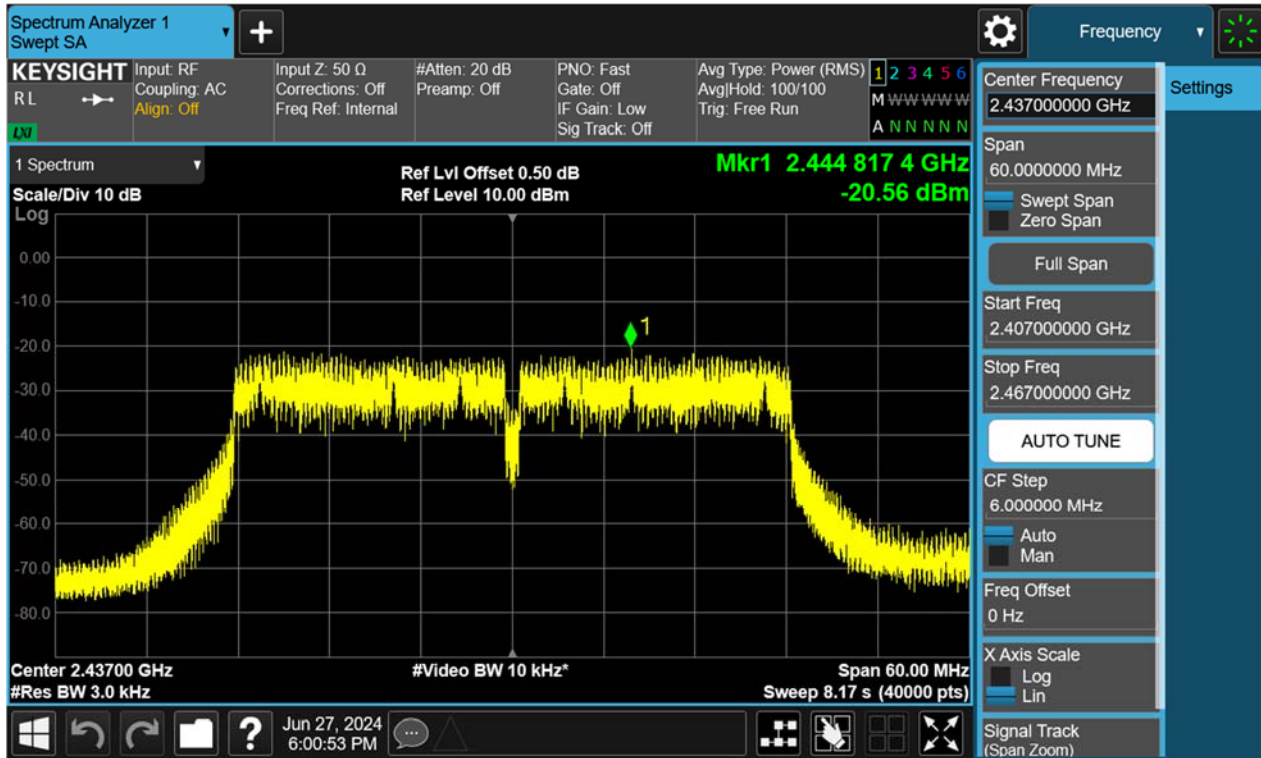 Spectrum Analyzer 1
Swept SA
+
Frequency
KEYSIGHT
RL
LXI
Input: RF
Coupling: AC
Align: Off
Input Z: 50 Ω
Corrections: Off
Freq Ref: Internal
#Atten: 20 dB
Preamp: Off
PNO: Fast
Gate: Off
IF Gain: Low
Sig Track: Off
Avg Type: Power (RMS)
Avg|Hold: 100/100
Trig: Free Run
1 2 3 4 5 6
M W W W W W
A N N N N N
1 Spectrum
Scale/Div 10 dB
Log
Ref Lvl Offset 0.50 dB
Ref Level 10.00 dBm
Mkr1 2.444 817 4 GHz
-20.56 dBm
0.00
-10.0
-20.0
-30.0
-40.0
-50.0
-60.0
-70.0
-80.0
1
Center 2.43700 GHz
#Video BW 10 kHz*
Span 60.00 MHz
#Res BW 3.0 kHz
Sweep 8.17 s (40000 pts)
?
Jun 27, 2024
6:00:53 PM
Center Frequency
2.437000000 GHz
Settings
Span
60.0000000 MHz
Swept Span
Zero Span
Full Span
Start Freq
2.407000000 GHz
Stop Freq
2.467000000 GHz
AUTO TUNE
CF Step
6.000000 MHz
Auto
Man
Freq Offset
0 Hz
X Axis Scale
Log
Lin
Signal Track
(Span Zoom)